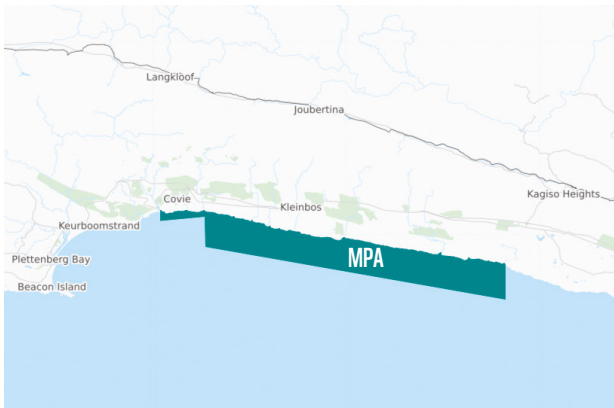 Langkloof
Joubertina
Kagiso Heights
Covie
Kleinbos
Keurboomstrand
Plettenberg Bay
MPA
Beacon Island